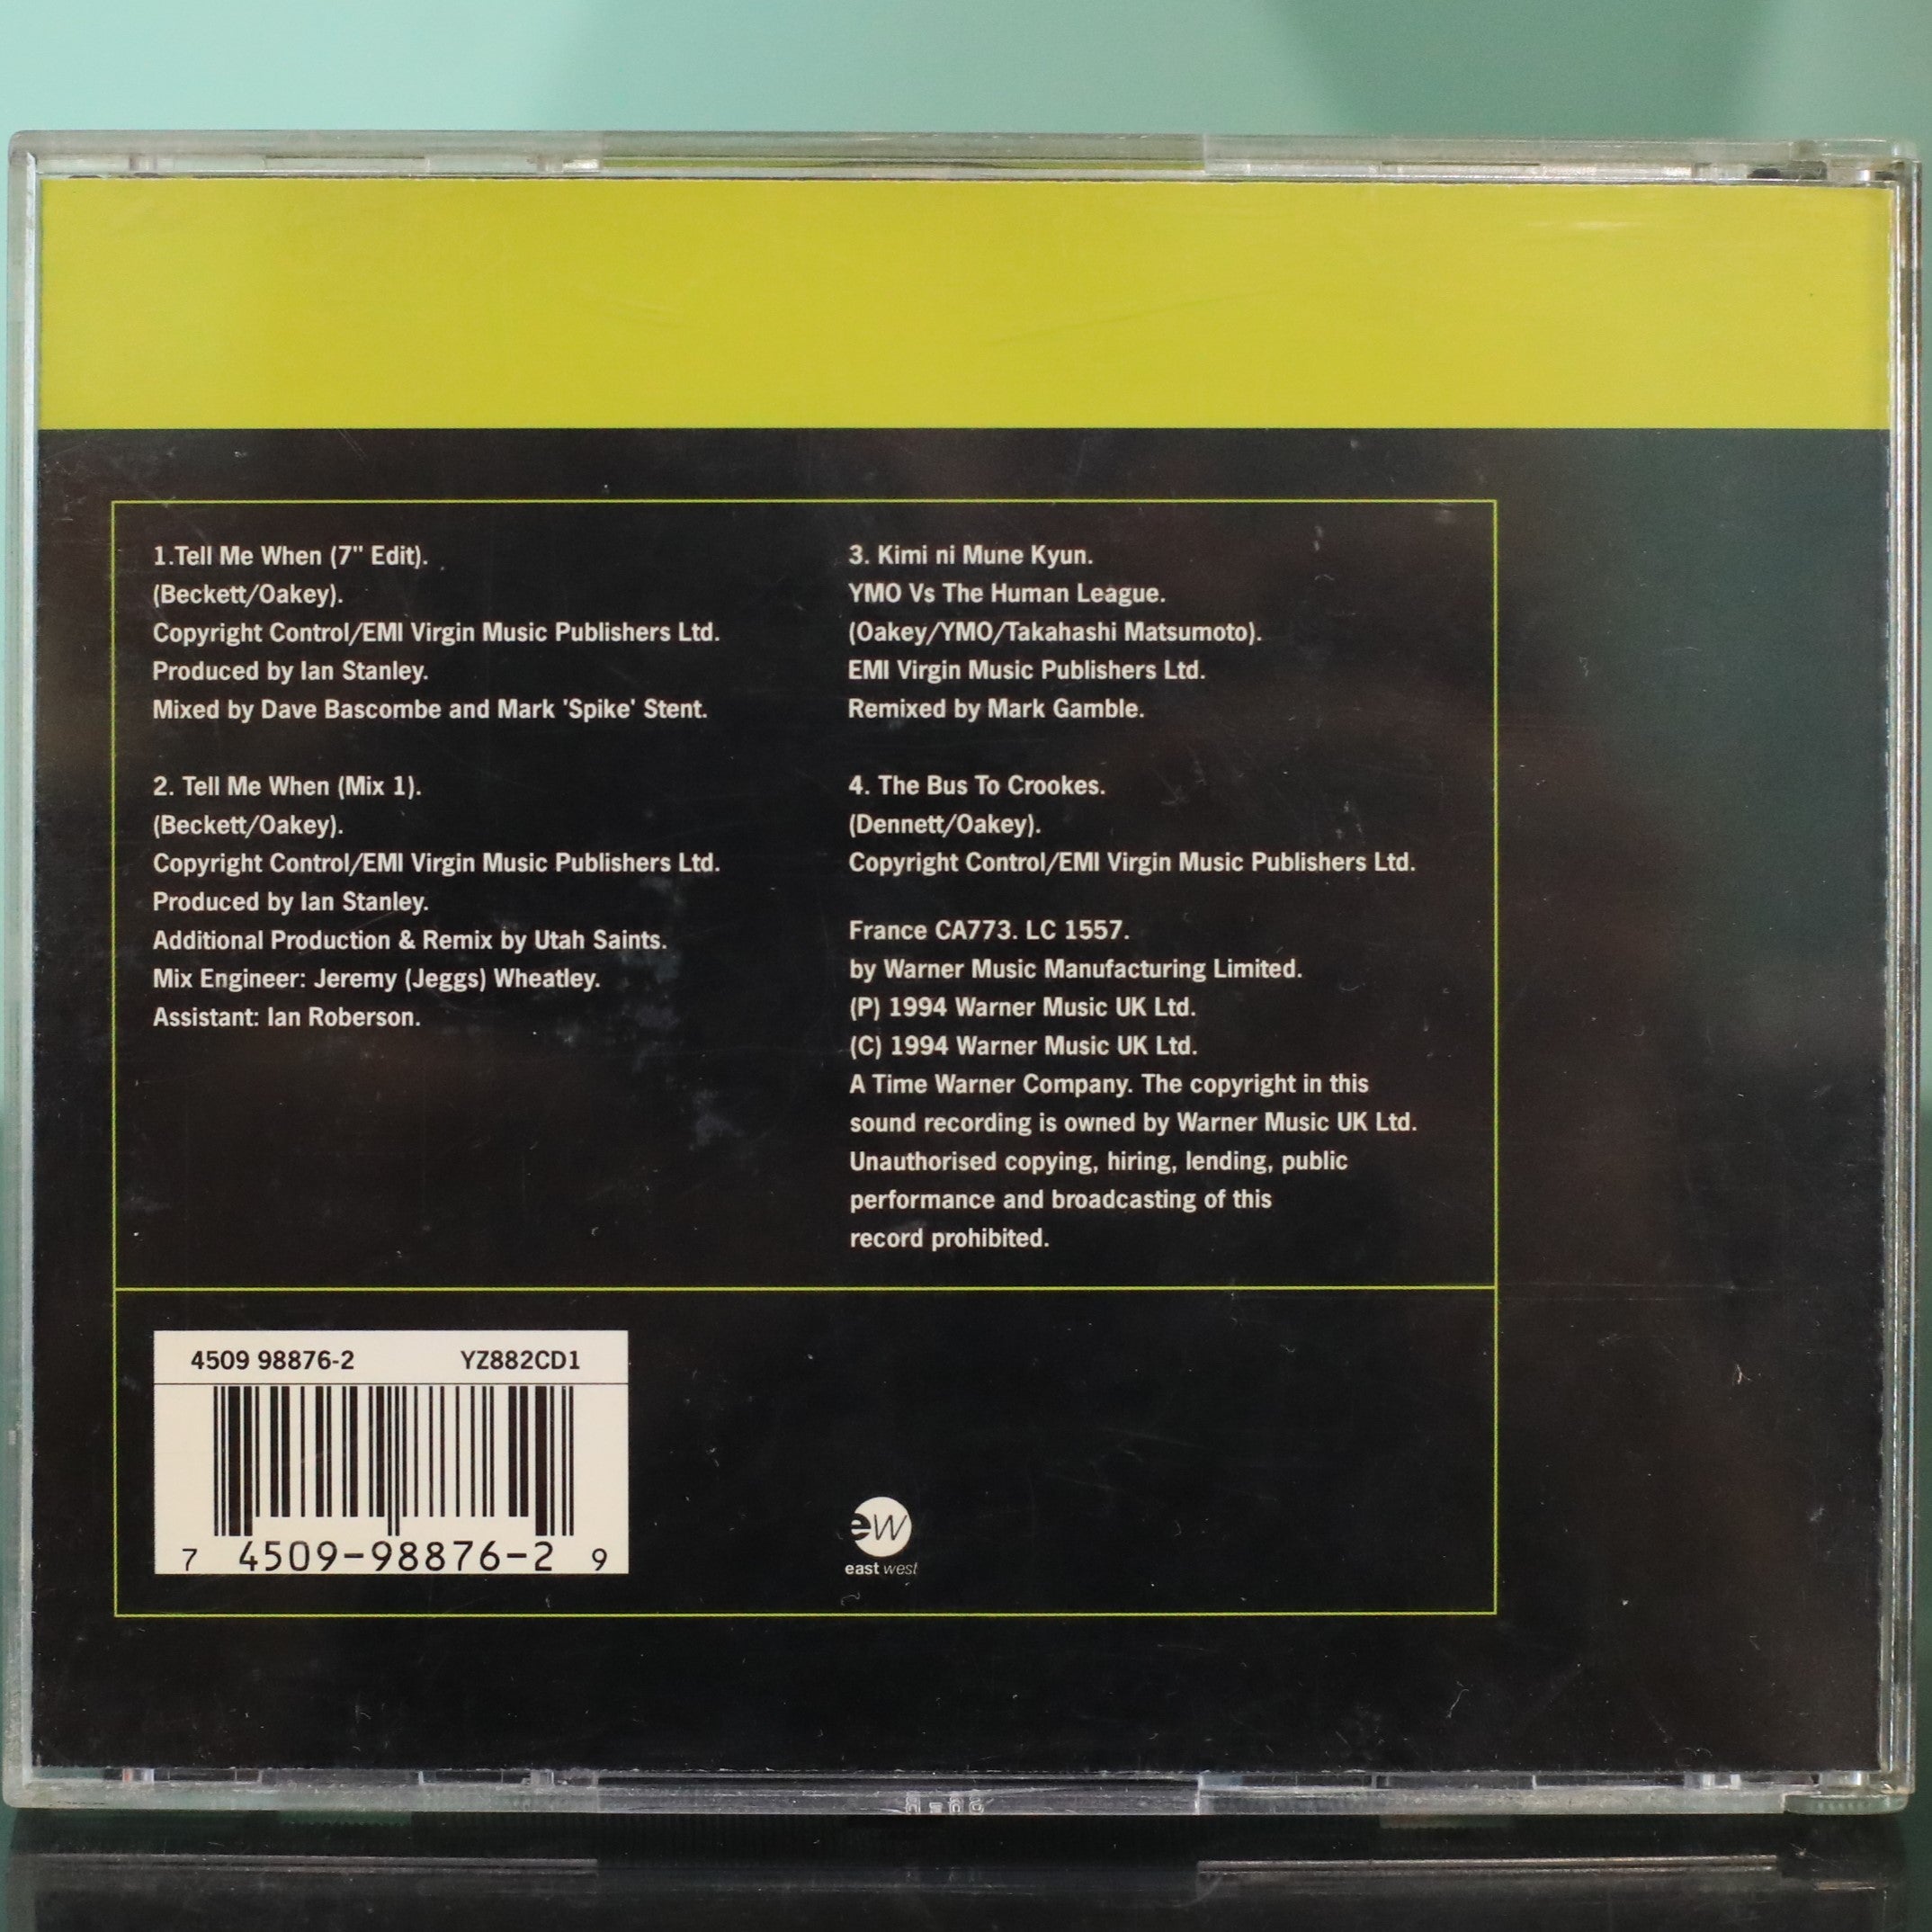 1.Tell Me When (7" Edit).
(Beckett/Oakey).
Copyright Control/EMI Virgin Music Publishers Ltd.
Produced by Ian Stanley.
Mixed by Dave Bascombe and Mark 'Spike' Stent.
2. Tell Me When (Mix 1).
(Beckett/Oakey).
Copyright Control/EMI Virgin Music Publishers Ltd.
Produced by Ian Stanley.
Additional Production & Remix by Utah Saints.
Mix Engineer: Jeremy (Jeggs) Wheatley.
Assistant: Ian Roberson.
3. Kimi ni Mune Kyun.
YMO Vs The Human League.
(Oakey/YMO/Takahashi Matsumoto).
EMI Virgin Music Publishers Ltd.
Remixed by Mark Gamble.
4. The Bus To Crookes.
(Dennett/Oakey).
Copyright Control/EMI Virgin Music Publishers Ltd.
France CA773. LC 1557.
by Warner Music Manufacturing Limited.
(P) 1994 Warner Music UK Ltd.
(C) 1994 Warner Music UK Ltd.
A Time Warner Company. The copyright in this
sound recording is owned by Warner Music UK Ltd.
Unauthorised copying, hiring, lending, public
performance and broadcasting of this
record prohibited.
4509 98876-2 YZ882CD1
7 4509-98876-2 9
ew
east west